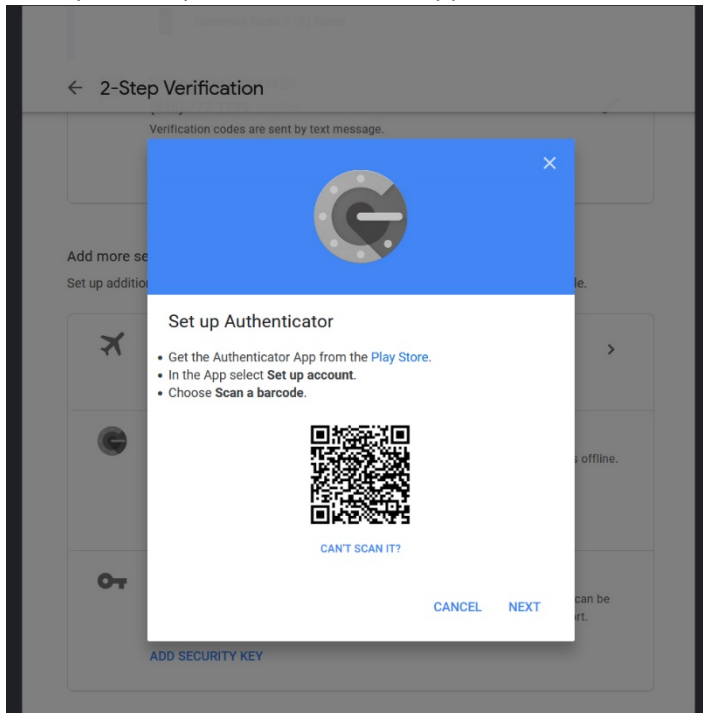 2-Step Verification
Verification codes are sent by text message.
Add more se
Set up additio
le.
Set up Authenticator
• Get the Authenticator App from the Play Store.
• In the App select Set up account.
• Choose Scan a barcode.
s offline.
CAN'T SCAN IT?
can be
rt.
CANCEL NEXT
ADD SECURITY KEY